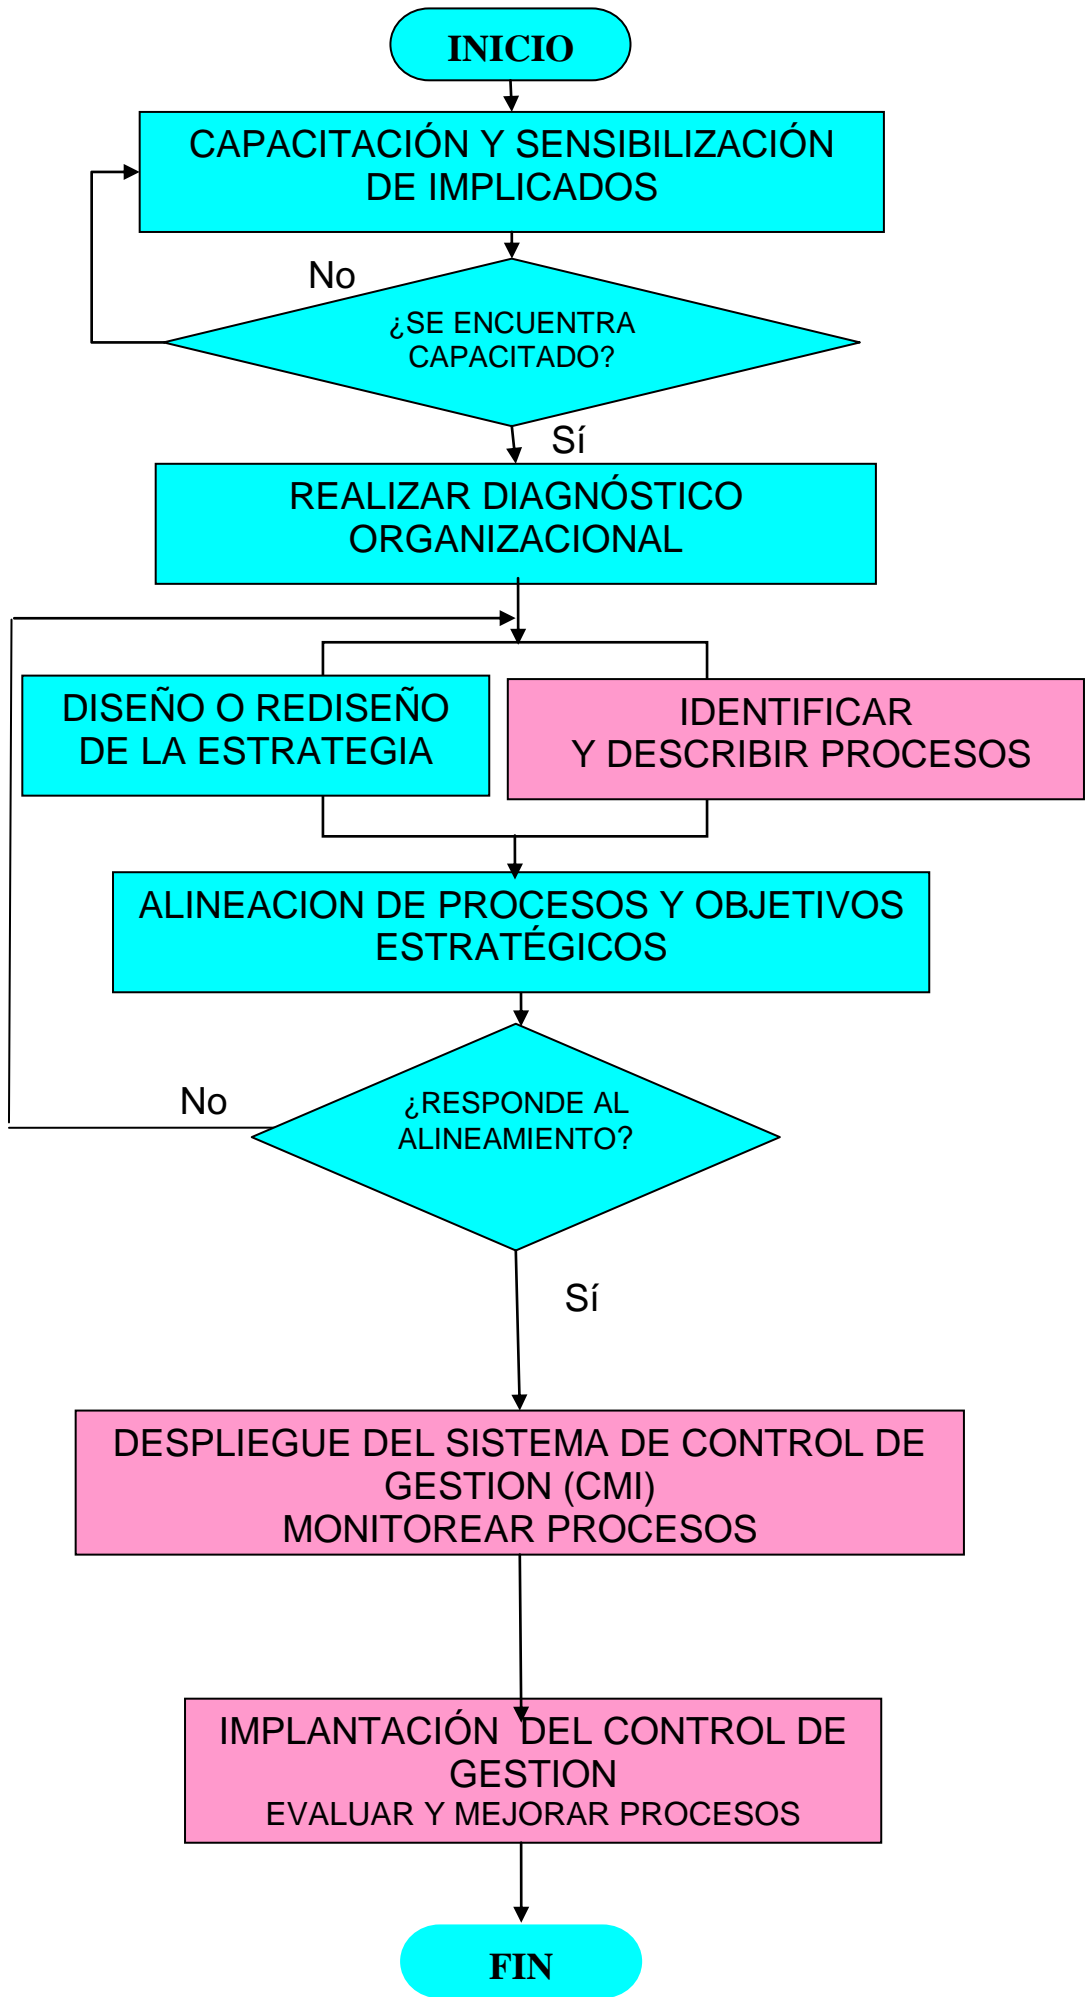 INICIO
CAPACITACIÓN Y SENSIBILIZACIÓN
DE IMPLICADOS
No
¿SE ENCUENTRA
CAPACITADO?
Sí
REALIZAR DIAGNÓSTICO
ORGANIZACIONAL
DISEÑO O REDISEÑO
DE LA ESTRATEGIA
IDENTIFICAR
Y DESCRIBIR PROCESOS
ALINEACION DE PROCESOS Y OBJETIVOS
ESTRATÉGICOS
No
¿RESPONDE AL
ALINEAMIENTO?
Sí
DESPLIEGUE DEL SISTEMA DE CONTROL DE
GESTION (CMI)
MONITOREAR PROCESOS
IMPLANTACIÓN DEL CONTROL DE
GESTION
EVALUAR Y MEJORAR PROCESOS
FIN